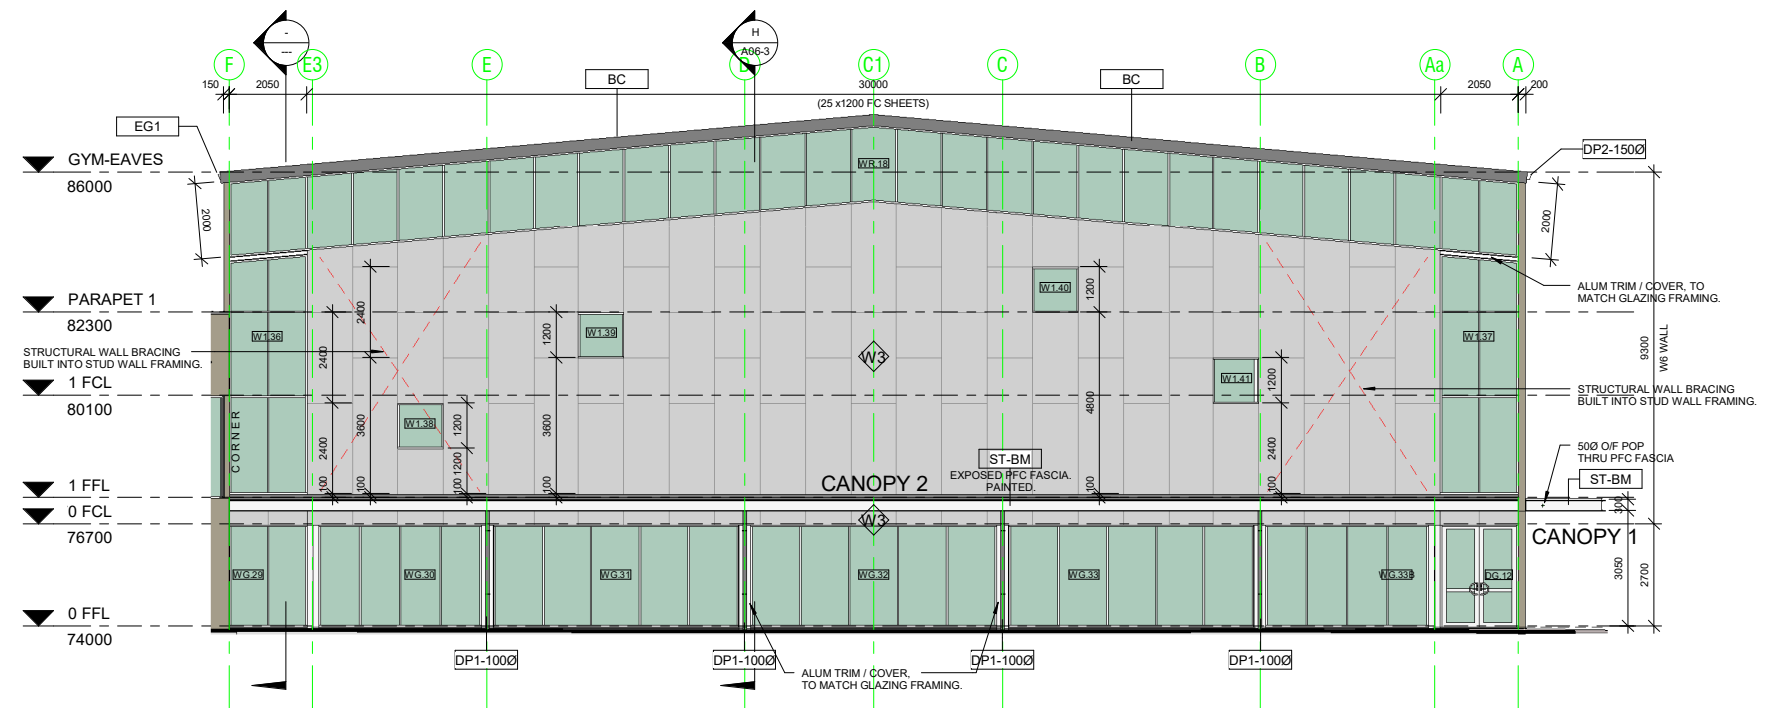 -
---
H
A06-3
F
E3
E
D
C1
C
B
Aa
A
150
2050
BC
30000
BC
2050
200
(25 x1200 FC SHEETS)
EG1
GYM-EAVES
86000
WR.18
DP2-150Ø
2000
2000
ALUM TRIM / COVER, TO
MATCH GLAZING FRAMING.
PARAPET 1
82300
W1.36
2400
2400
1200
W1.39
W1.40
1200
W1.37
9300
W6 WALL
STRUCTURAL WALL BRACING
BUILT INTO STUD WALL FRAMING.
W3
W1.41
1200
STRUCTURAL WALL BRACING
BUILT INTO STUD WALL FRAMING.
1 FCL
80100
CORNER
2400
3600
W1.38
1200
1200
3600
4800
2400
50Ø O/F POP
THRU PFC FASCIA
ST-BM
EXPOSED PFC FASCIA.
PAINTED.
ST-BM
1 FFL
100
100
100
100
CANOPY 2
100
100
300
0 FCL
76700
W3
CANOPY 1
WG.29
WG.30
WG.31
WG.32
WG.33
WG.33B
DG.12
3050
2700
0 FFL
74000
DP1-100Ø
DP1-100Ø
DP1-100Ø
DP1-100Ø
ALUM TRIM / COVER,
TO MATCH GLAZING FRAMING.